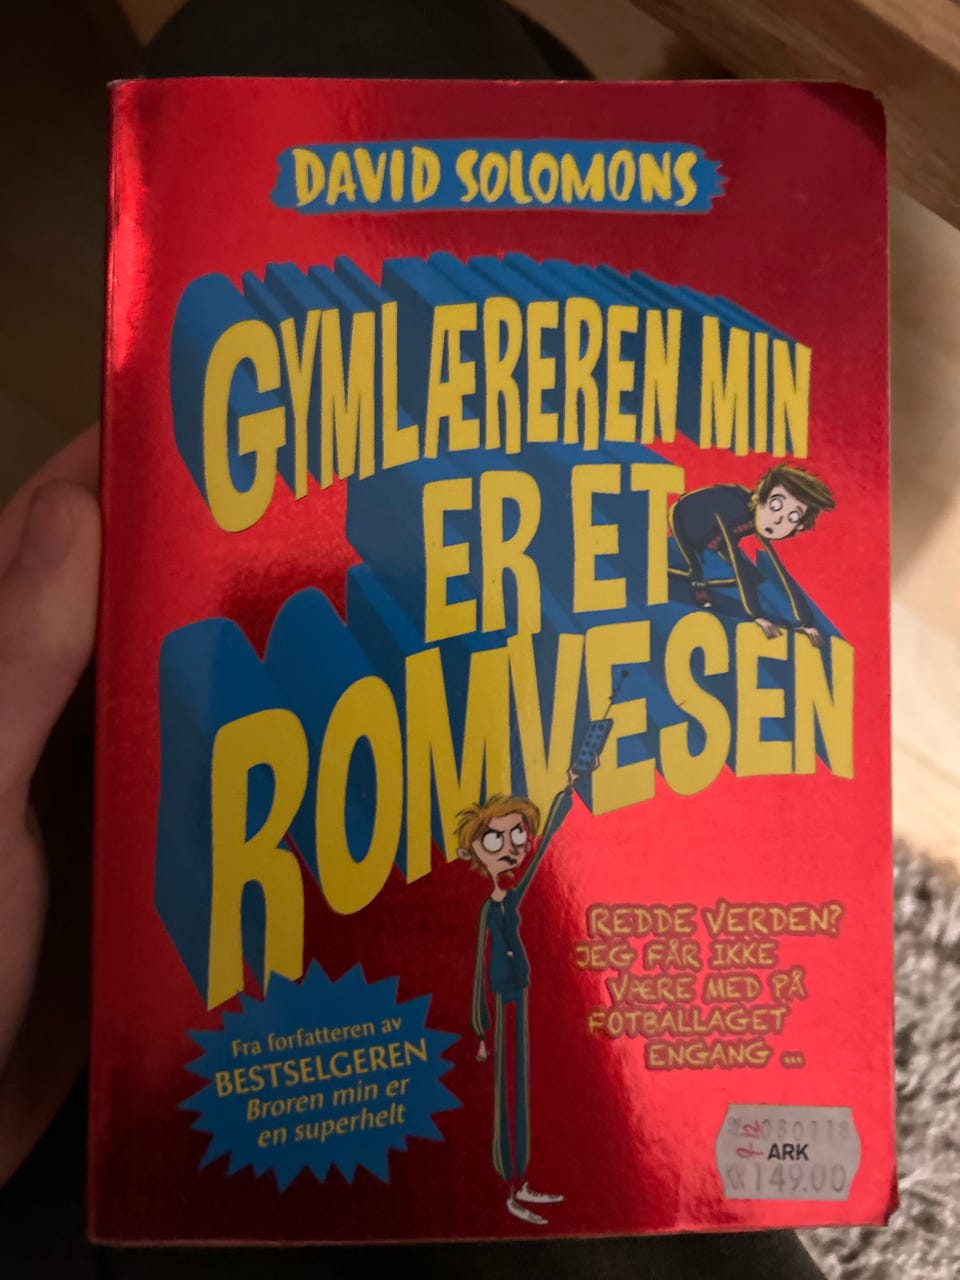 DAVID SOLOMONS
GYMLÆREREN MIN
ER ET
ROMVESEN
REDDE VERDEN?
JEG FÅR IKKE
VÆRE MED PÅ
FOTBALLAGET
ENGANG ...
Fra forfatteren av
BESTSELGEREN
Broren min er
en superhelt
080118
ARK
149.00